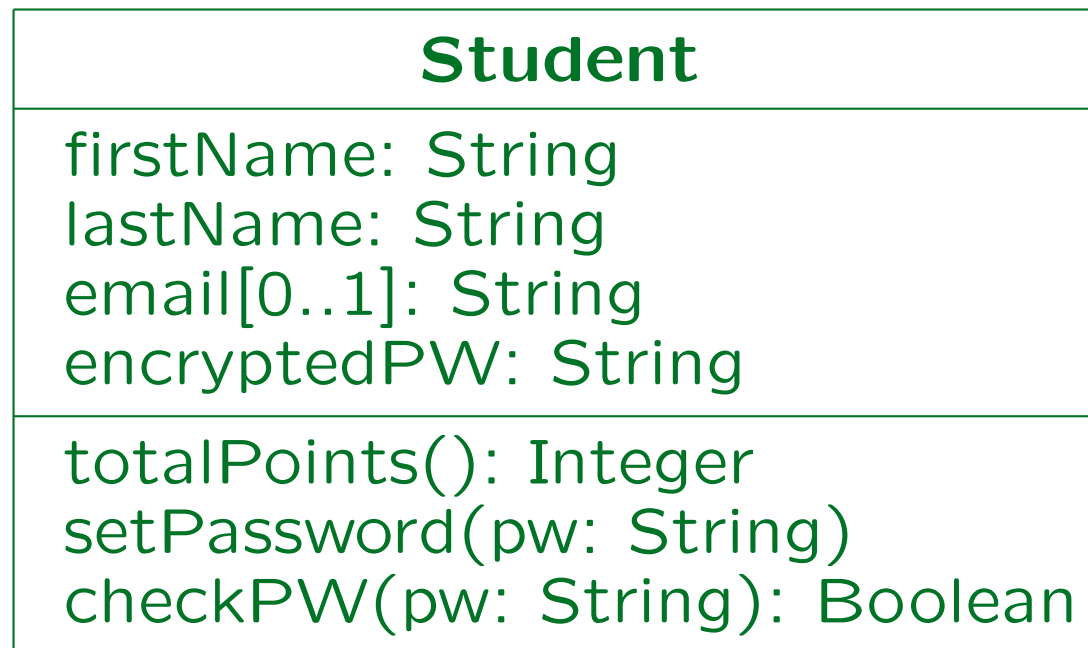 Student
firstName: String
lastName: String
email[0..1]: String
encryptedPW: String
totalPoints(): Integer
setPassword(pw: String)
checkPW(pw: String): Boolean